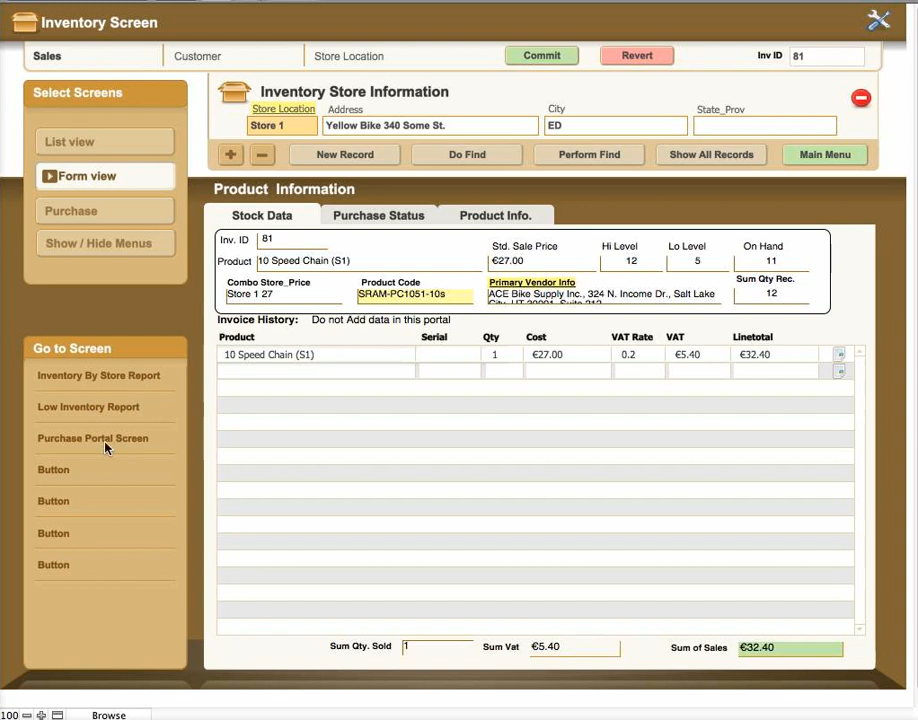 Inventory Screen
Sales Customer Store Location Commit Revert Inv ID 81
Select Screens
List view
Form view
Purchase
Show / Hide Menus
Inventory Store Information
Store Location Address City State_Prov
Store 1 Yellow Bike 340 Some St. ED
+ − New Record Do Find Perform Find Show All Records Main Menu
Product Information
Stock Data Purchase Status Product Info.
Inv. ID 81
Std. Sale Price Hi Level Lo Level On Hand
Product 10 Speed Chain (S1) €27.00 12 5 11
Combo Store_Price Product Code Primary Vendor Info Sum Qty Rec.
Store 1 27 SRAM-PC1051-10s ACE Bike Supply Inc., 324 N. Income Dr., Salt Lake 12
City, UT 20091, Suite 212
Invoice History: Do not Add data in this portal
Product Serial Qty Cost VAT Rate VAT Linetotal
10 Speed Chain (S1) 1 €27.00 0.2 €5.40 €32.40
Sum Qty. Sold 1 Sum Vat €5.40 Sum of Sales €32.40
Go to Screen
Inventory By Store Report
Low Inventory Report
Purchase Portal Screen
Button
Button
Button
Button
100 Browse